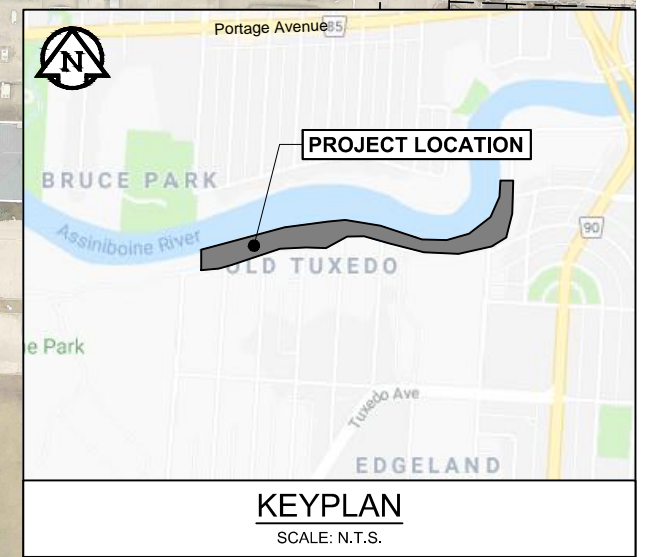 Portage Avenue
85
N
PROJECT LOCATION
BRUCE PARK
Assiniboine River
90
OLD TUXEDO
e Park
Tuxedo Ave
EDGELAND
KEYPLAN
SCALE: N.T.S.